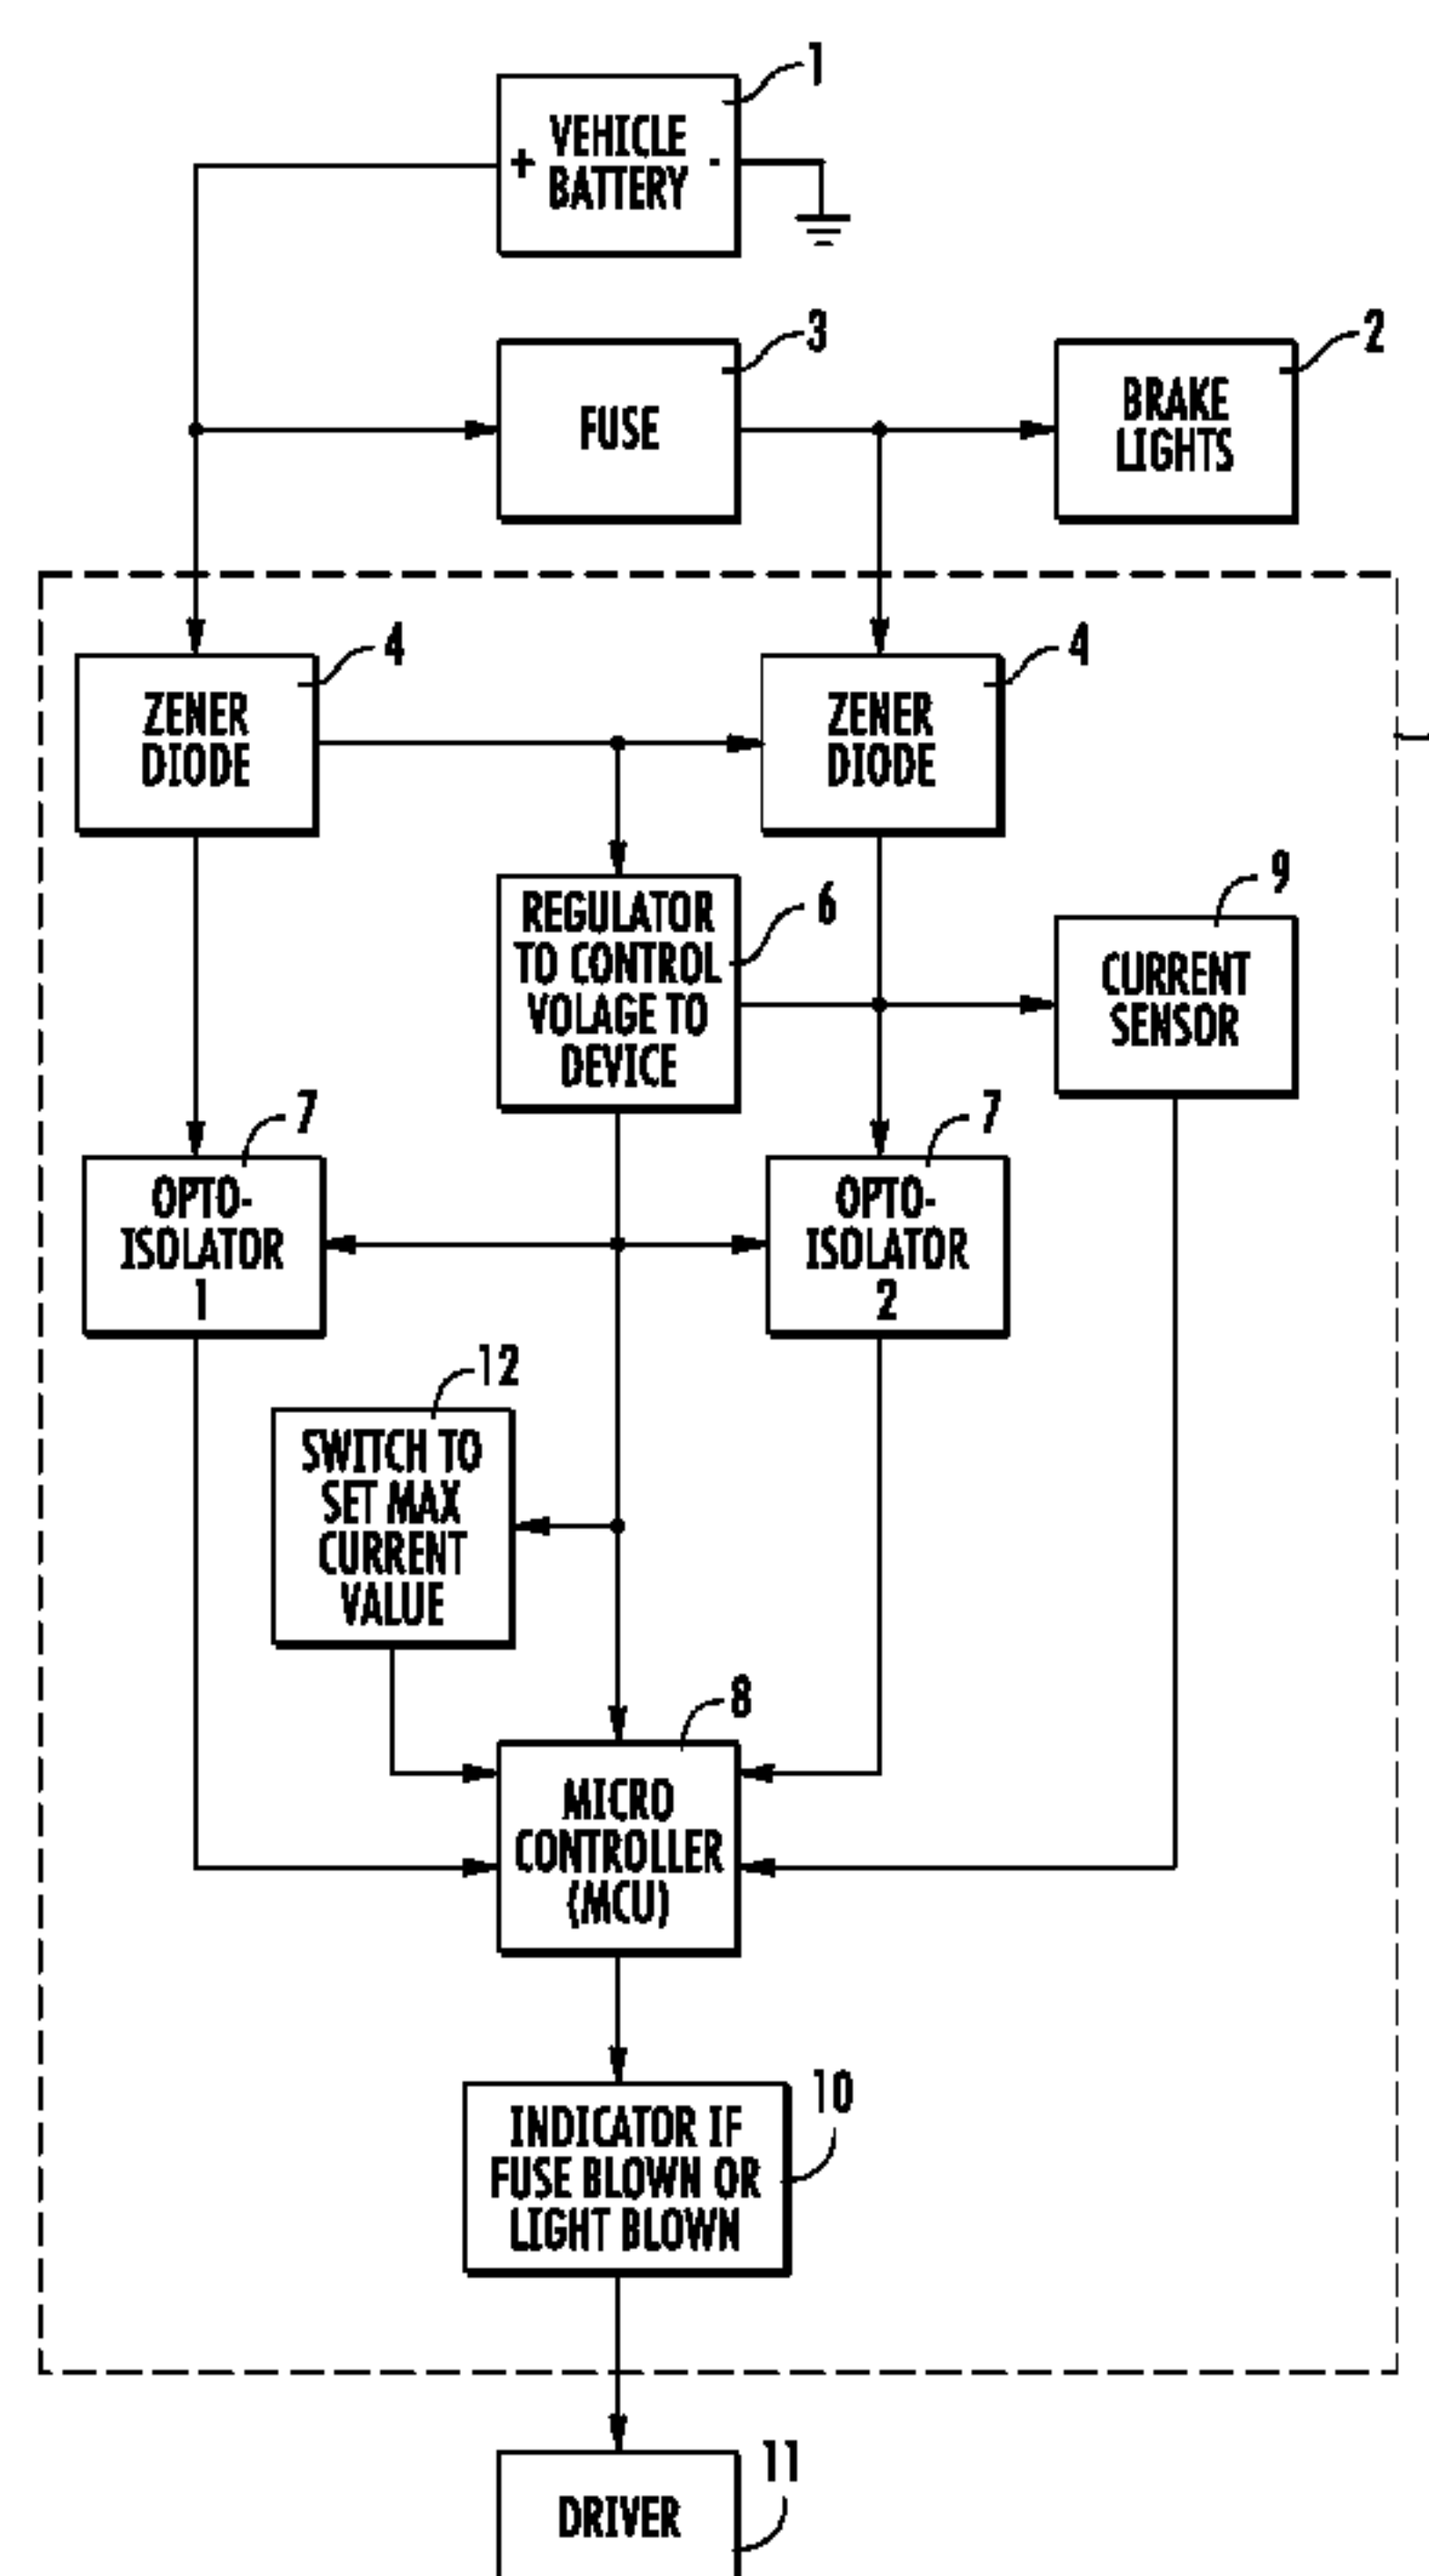 1
+ VEHICLE -
BATTERY
3
FUSE
2
BRAKE
LIGHTS
4
ZENER
DIODE
4
ZENER
DIODE
6
REGULATOR
TO CONTROL
VOLAGE TO
DEVICE
9
CURRENT
SENSOR
7
OPTO-
ISOLATOR
1
7
OPTO-
ISOLATOR
2
12
SWITCH TO
SET MAX
CURRENT
VALUE
8
MICRO
CONTROLLER
(MCU)
10
INDICATOR IF
FUSE BLOWN OR
LIGHT BLOWN
11
DRIVER